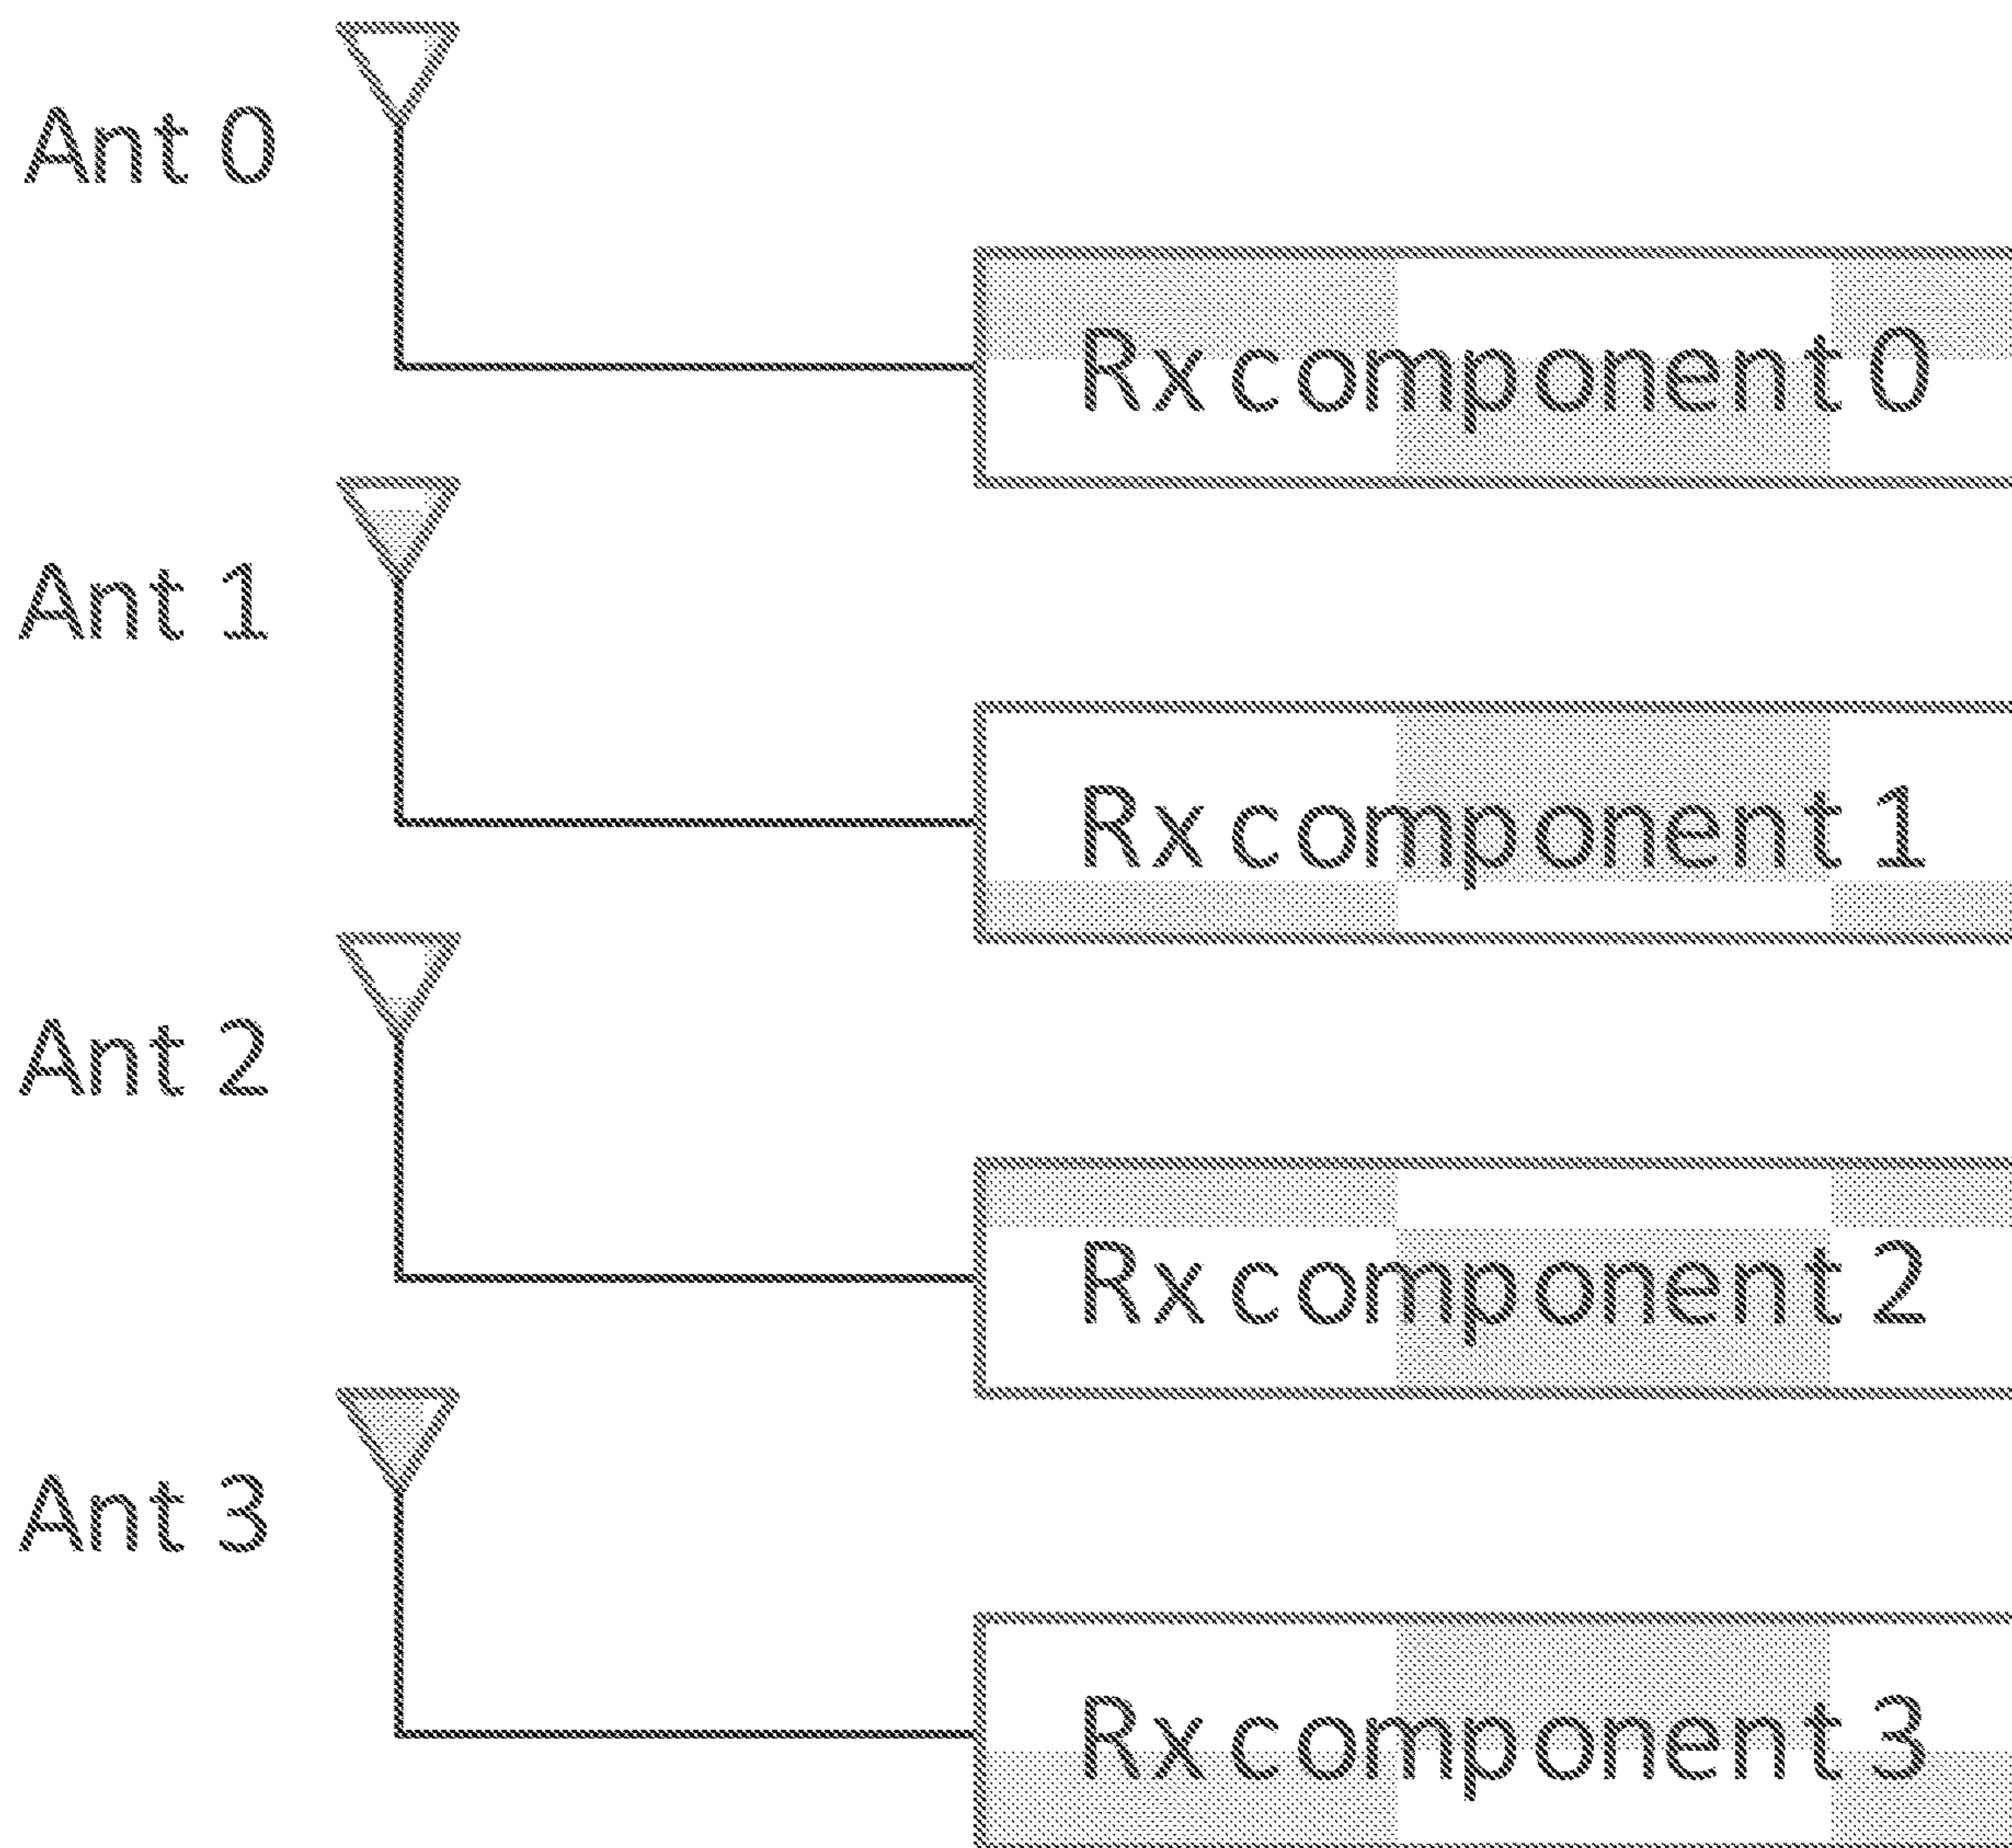 Ant 0
Rx component 0
Ant 1
Rx component 1
Ant 2
Rx component 2
Ant 3
Rx component 3